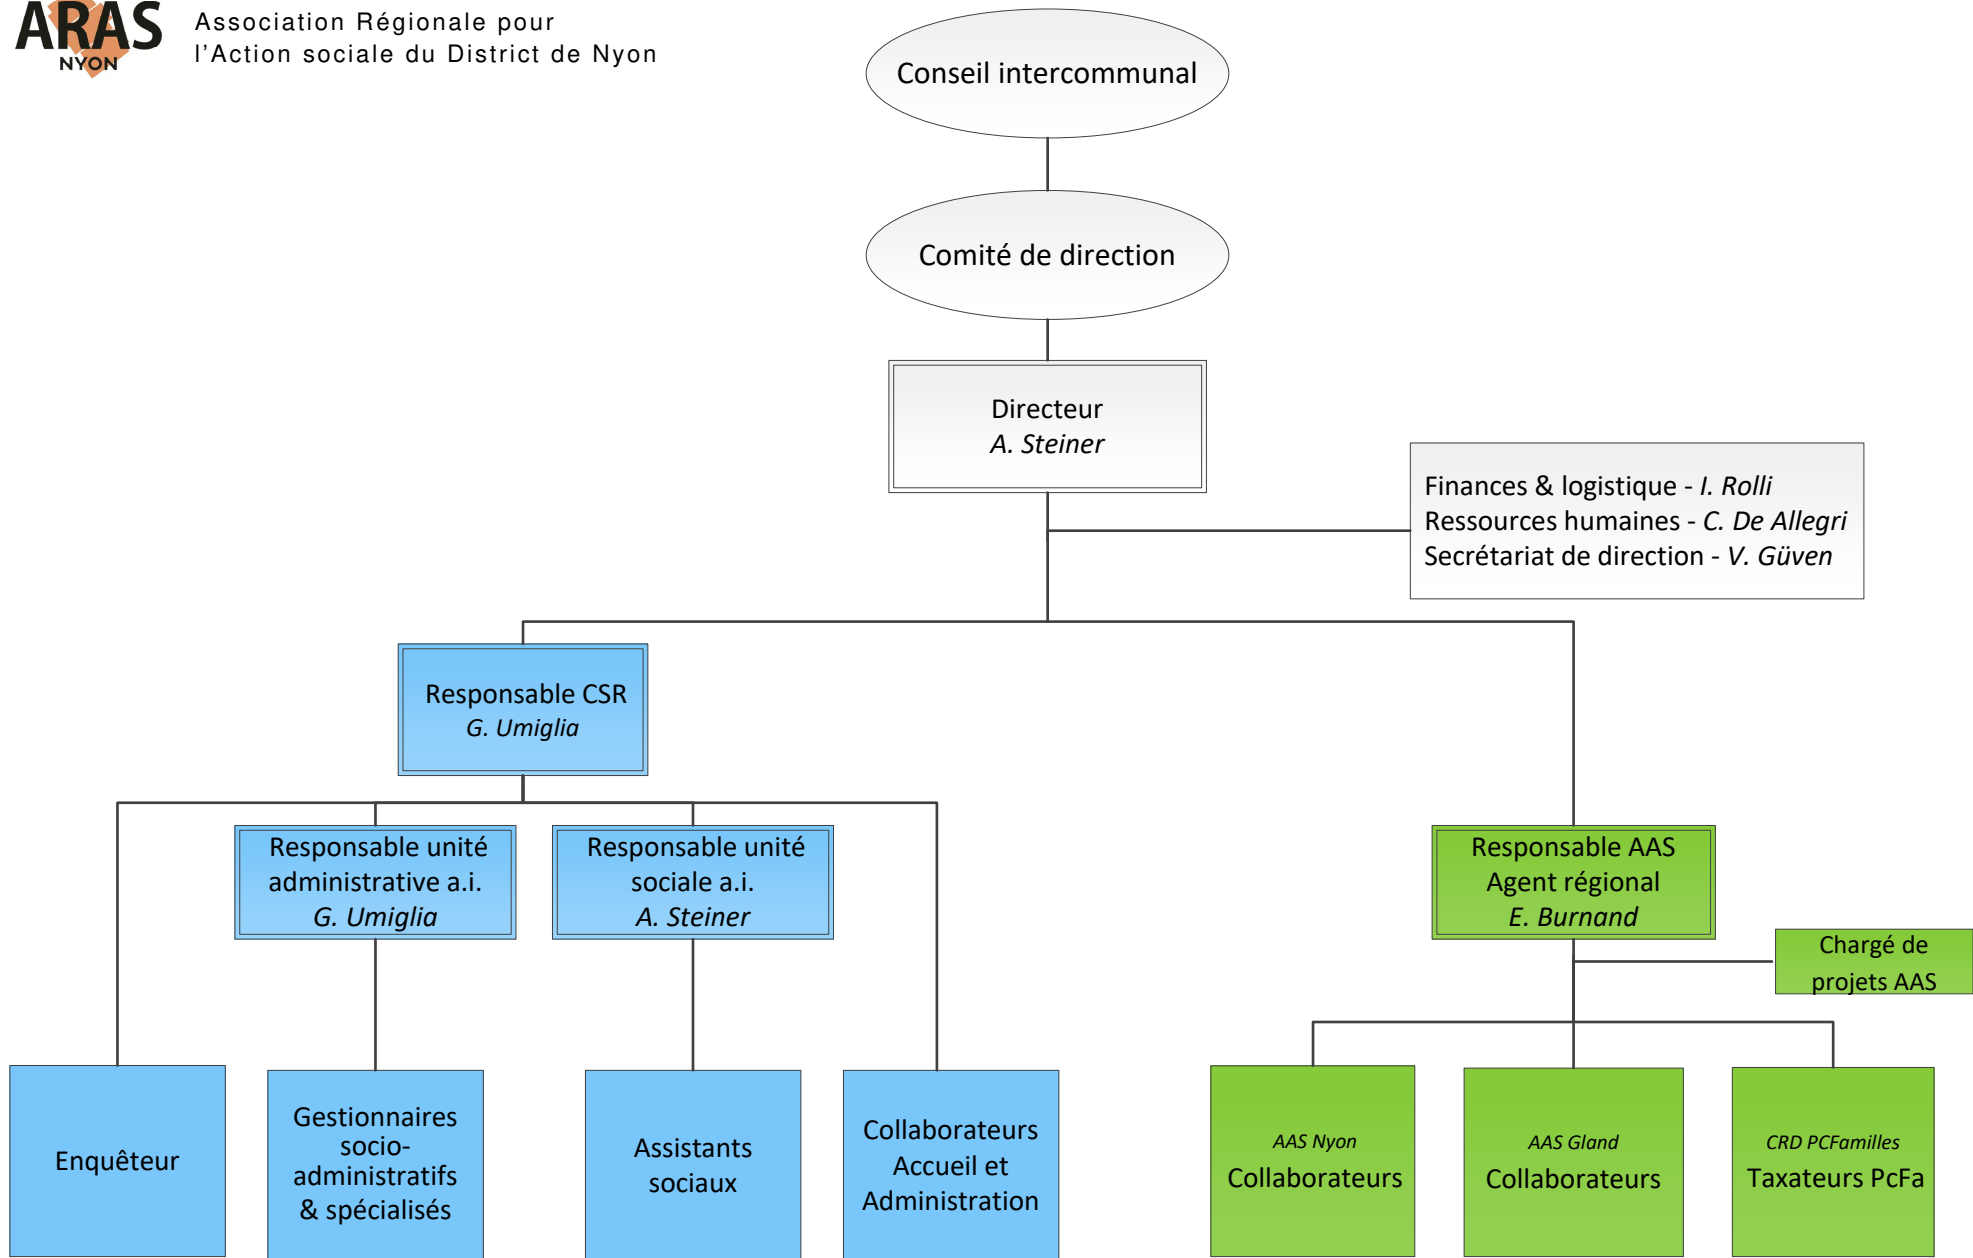 ARAS
NYON
Association Régionale pour
l'Action sociale du District de Nyon
Conseil intercommunal
Comité de direction
Directeur
A. Steiner
Finances & logistique - I. Rolli
Ressources humaines - C. De Allegri
Secrétariat de direction - V. Güven
Responsable CSR
G. Umiglia
Responsable unité
administrative a.i.
G. Umiglia
Responsable unité
sociale a.i.
A. Steiner
Responsable AAS
Agent régional
E. Burnand
Chargé de
projets AAS
Enquêteur
Gestionnaires
socio-
administratifs
& spécialisés
Assistants
sociaux
Collaborateurs
Accueil et
Administration
AAS Nyon
Collaborateurs
AAS Gland
Collaborateurs
CRD PCFamilles
Taxateurs PcFa